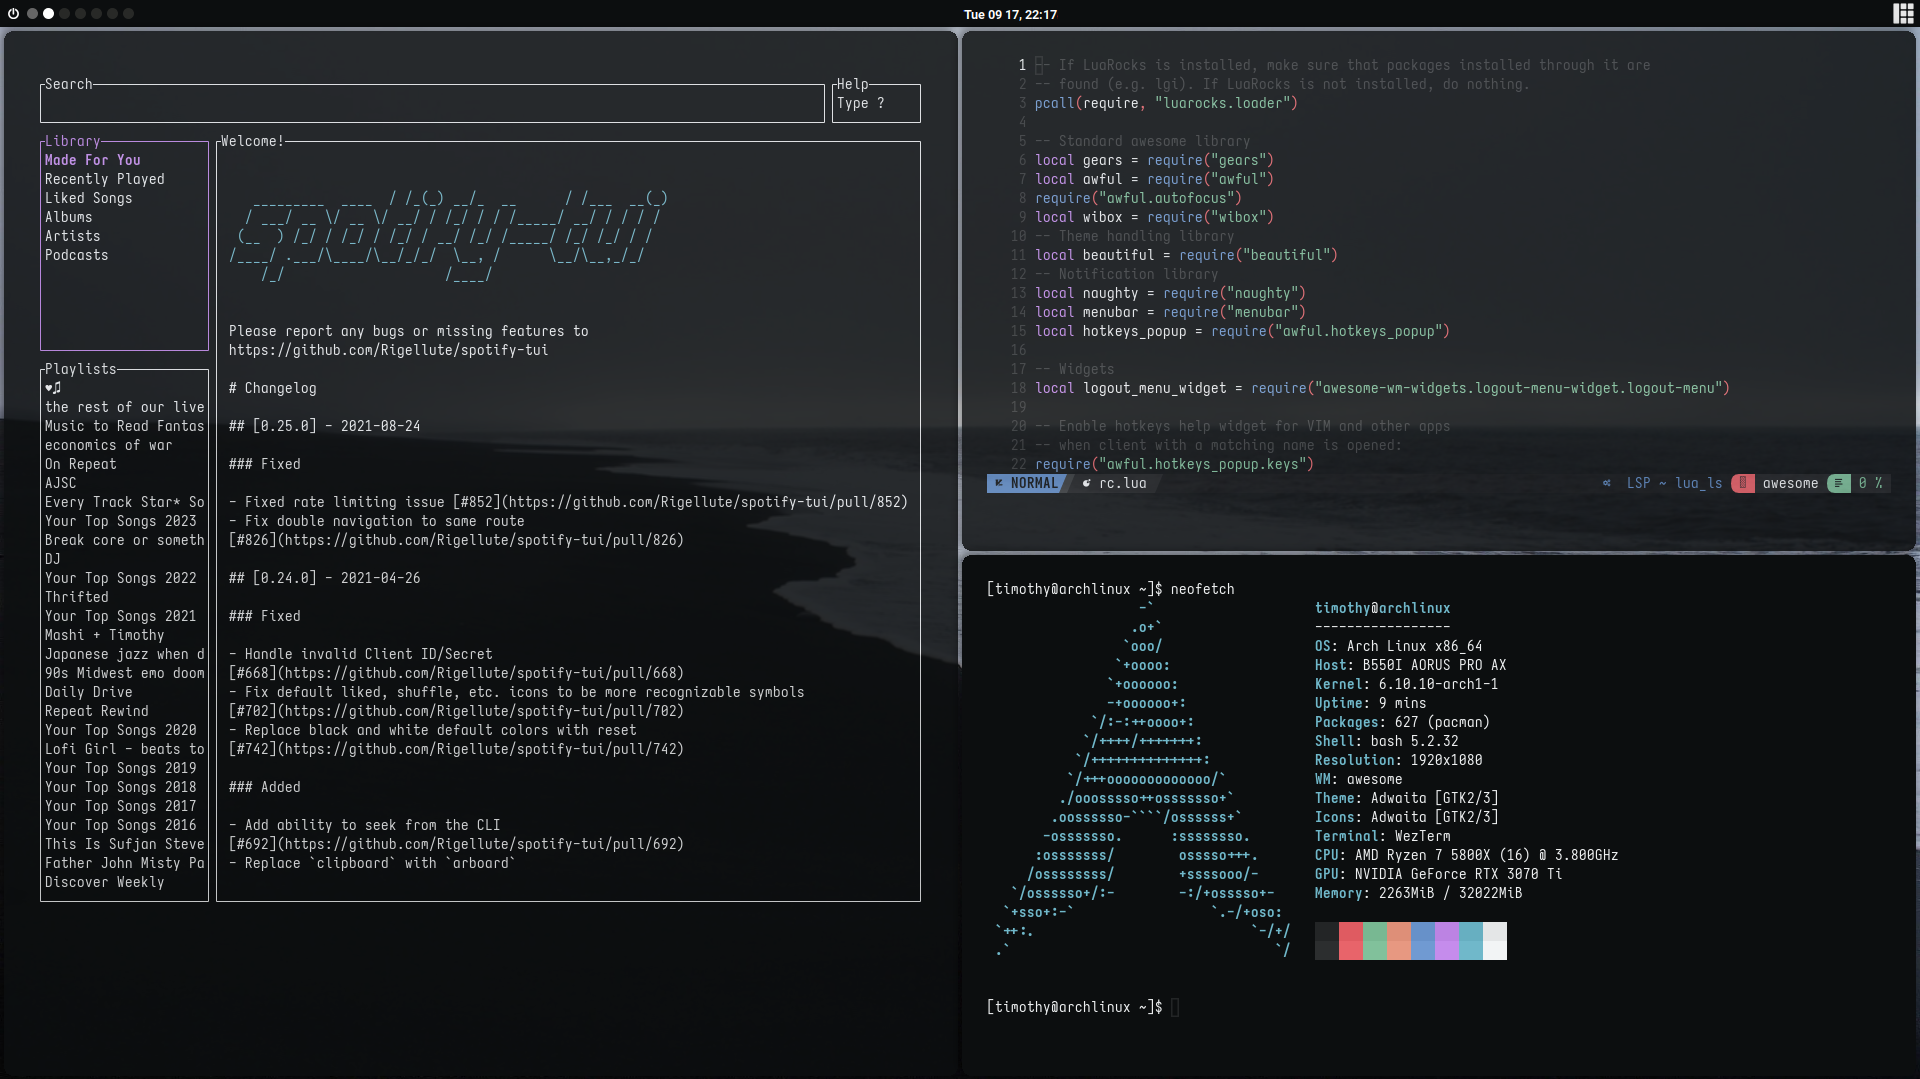 Tue 09 17, 22:17
Search
Help
Type ?
Library
Made For You
Recently Played
Liked Songs
Albums
Artists
Podcasts
Playlists
♥♫
the rest of our live
Music to Read Fantas
economics of war
On Repeat
AJSC
Every Track Star* So
Your Top Songs 2023
Break core or someth
DJ
Your Top Songs 2022
Thrifted
Your Top Songs 2021
Mashi + Timothy
Japanese jazz when d
90s Midwest emo doom
Daily Drive
Repeat Rewind
Your Top Songs 2020
Lofi Girl - beats to
Your Top Songs 2019
Your Top Songs 2018
Your Top Songs 2017
Your Top Songs 2016
This Is Sufjan Steve
Father John Misty Pa
Discover Weekly
Welcome!
spotify-tui
Please report any bugs or missing features to
https://github.com/Rigellute/spotify-tui
# Changelog
## [0.25.0] - 2021-08-24
### Fixed
- Fixed rate limiting issue [#852](https://github.com/Rigellute/spotify-tui/pull/852)
- Fix double navigation to same route
[#826](https://github.com/Rigellute/spotify-tui/pull/826)
## [0.24.0] - 2021-04-26
### Fixed
- Handle invalid Client ID/Secret
[#668](https://github.com/Rigellute/spotify-tui/pull/668)
- Fix default liked, shuffle, etc. icons to be more recognizable symbols
[#702](https://github.com/Rigellute/spotify-tui/pull/702)
- Replace black and white default colors with reset
[#742](https://github.com/Rigellute/spotify-tui/pull/742)
### Added
- Add ability to seek from the CLI
[#692](https://github.com/Rigellute/spotify-tui/pull/692)
- Replace `clipboard` with `arboard`
1 -- If LuaRocks is installed, make sure that packages installed through it are
2 -- found (e.g. lgi). If LuaRocks is not installed, do nothing.
3 pcall(require, "luarocks.loader")
4
5 -- Standard awesome library
6 local gears = require("gears")
7 local awful = require("awful")
8 require("awful.autofocus")
9 local wibox = require("wibox")
10 -- Theme handling library
11 local beautiful = require("beautiful")
12 -- Notification library
13 local naughty = require("naughty")
14 local menubar = require("menubar")
15 local hotkeys_popup = require("awful.hotkeys_popup")
16
17 -- Widgets
18 local logout_menu_widget = require("awesome-wm-widgets.logout-menu-widget.logout-menu")
19
20 -- Enable hotkeys help widget for VIM and other apps
21 -- when client with a matching name is opened:
22 require("awful.hotkeys_popup.keys")
NORMAL rc.lua LSP ~ lua_ls awesome 0 %
[timothy@archlinux ~]$ neofetch
timothy@archlinux
-----------------
OS: Arch Linux x86_64
Host: B550I AORUS PRO AX
Kernel: 6.10.10-arch1-1
Uptime: 9 mins
Packages: 627 (pacman)
Shell: bash 5.2.32
Resolution: 1920x1080
WM: awesome
Theme: Adwaita [GTK2/3]
Icons: Adwaita [GTK2/3]
Terminal: WezTerm
CPU: AMD Ryzen 7 5800X (16) @ 3.800GHz
GPU: NVIDIA GeForce RTX 3070 Ti
Memory: 2263MiB / 32022MiB
[timothy@archlinux ~]$